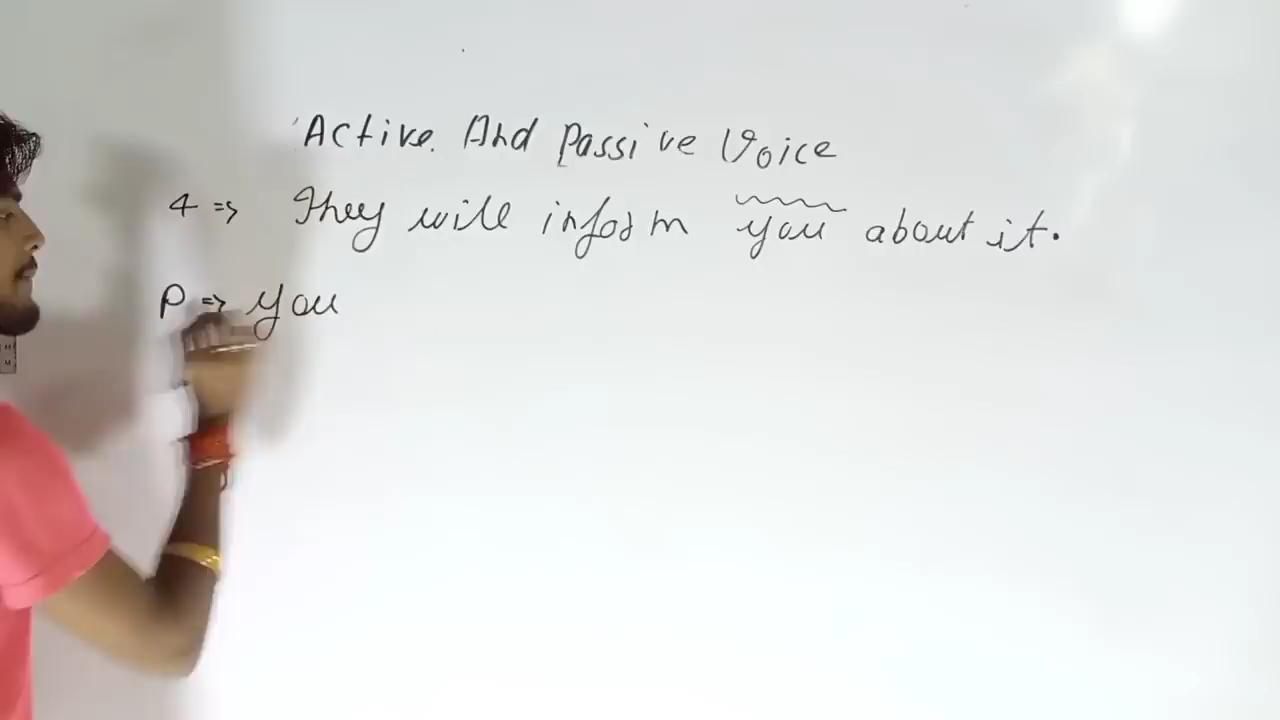 Active And Passive Voice
4 => They will inform you about it.
P => you